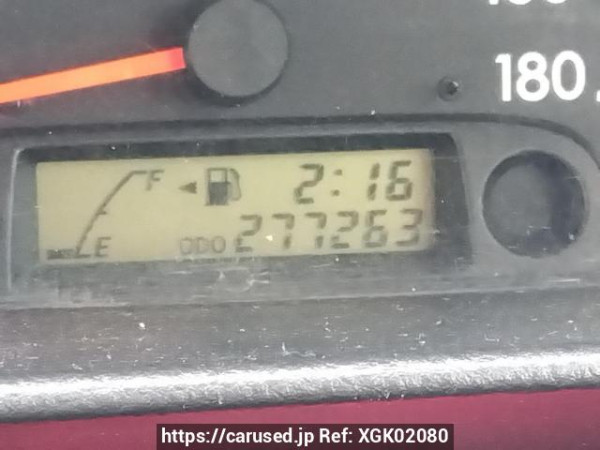 180
F 2:16
E ODO 277263
https://carused.jp Ref: XGK02080